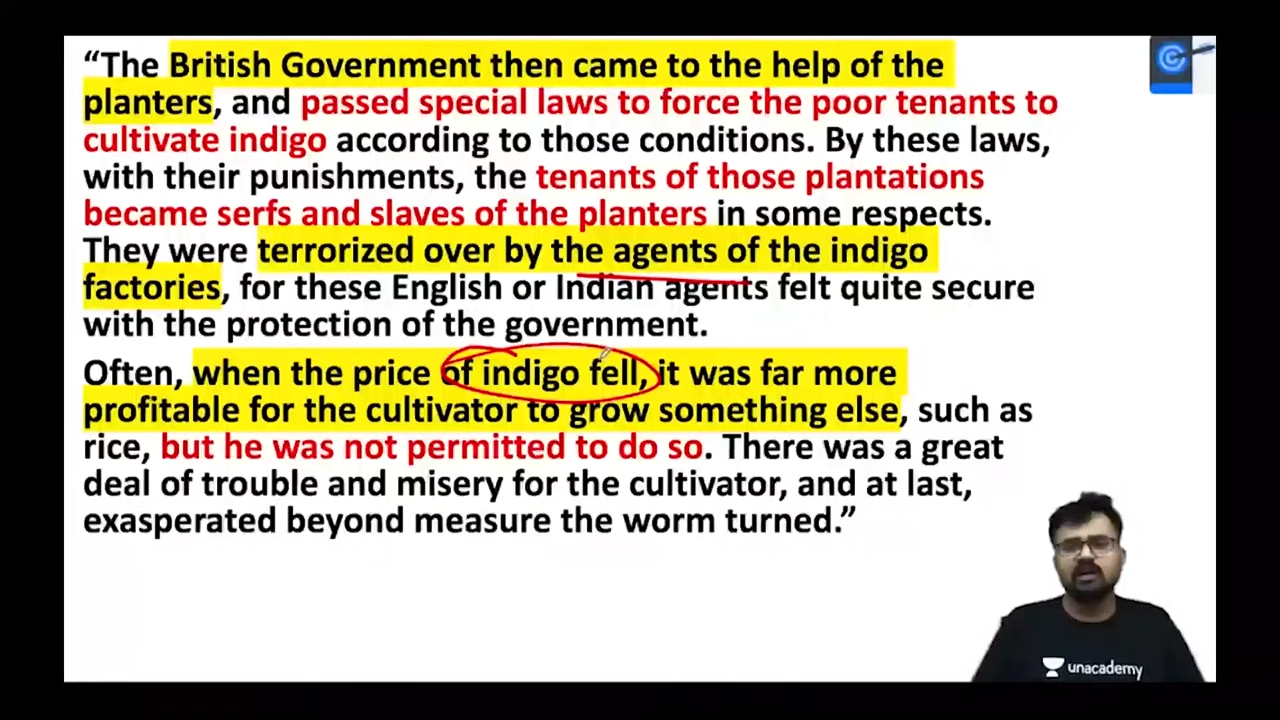 “The British Government then came to the help of the
planters, and passed special laws to force the poor tenants to
cultivate indigo according to those conditions. By these laws,
with their punishments, the tenants of those plantations
became serfs and slaves of the planters in some respects.
They were terrorized over by the agents of the indigo
factories, for these English or Indian agents felt quite secure
with the protection of the government.
Often, when the price of indigo fell, it was far more
profitable for the cultivator to grow something else, such as
rice, but he was not permitted to do so. There was a great
deal of trouble and misery for the cultivator, and at last,
exasperated beyond measure the worm turned.”
unacademy